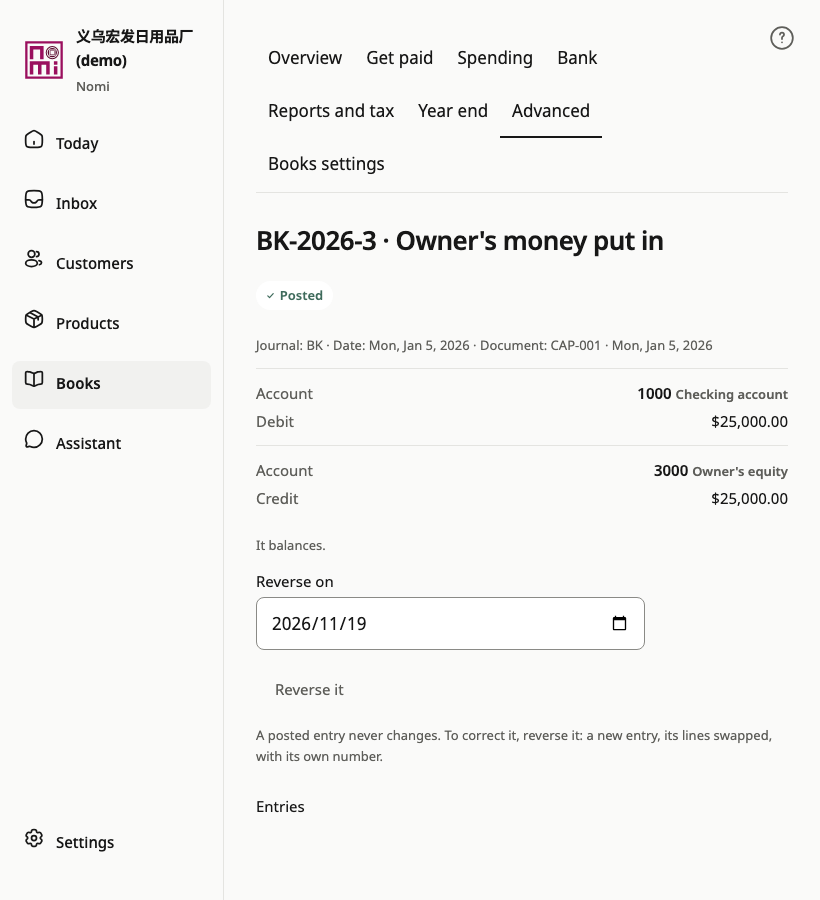 义乌宏发日用品厂
(demo)
Nomi
Today
Inbox
Customers
Products
Books
Assistant
Settings
Overview Get paid Spending Bank
Reports and tax Year end Advanced
Books settings
BK-2026-3 · Owner's money put in
Posted
Journal: BK · Date: Mon, Jan 5, 2026 · Document: CAP-001 · Mon, Jan 5, 2026
Account 1000 Checking account
Debit $25,000.00
Account 3000 Owner's equity
Credit $25,000.00
It balances.
Reverse on
2026/11/19
Reverse it
A posted entry never changes. To correct it, reverse it: a new entry, its lines swapped,
with its own number.
Entries